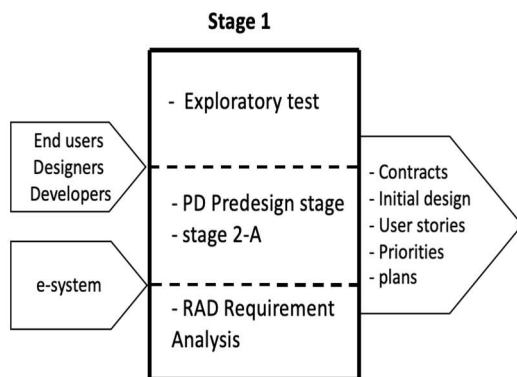 Stage 1
End users
Designers
Developers
e-system
- Exploratory test
- PD Predesign stage
- stage 2-A
- RAD Requirement
Analysis
- Contracts
- Initial design
- User stories
- Priorities
- plans